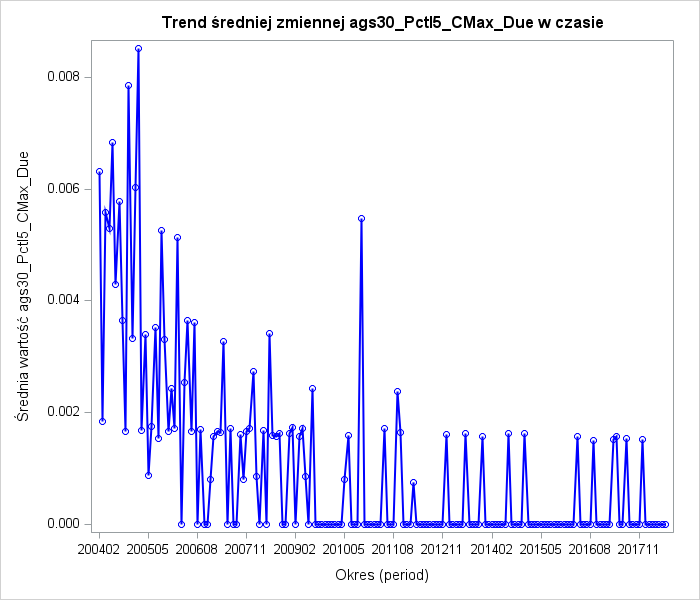 Trend średniej zmiennej ags30_Pctl5_CMax_Due w czasie
0.008
0.006
0.004
0.002
0.000
Średnia wartość ags30_Pctl5_CMax_Due
200402 200505 200608 200711 200902 201005 201108 201211 201402 201505 201608 201711
Okres (period)